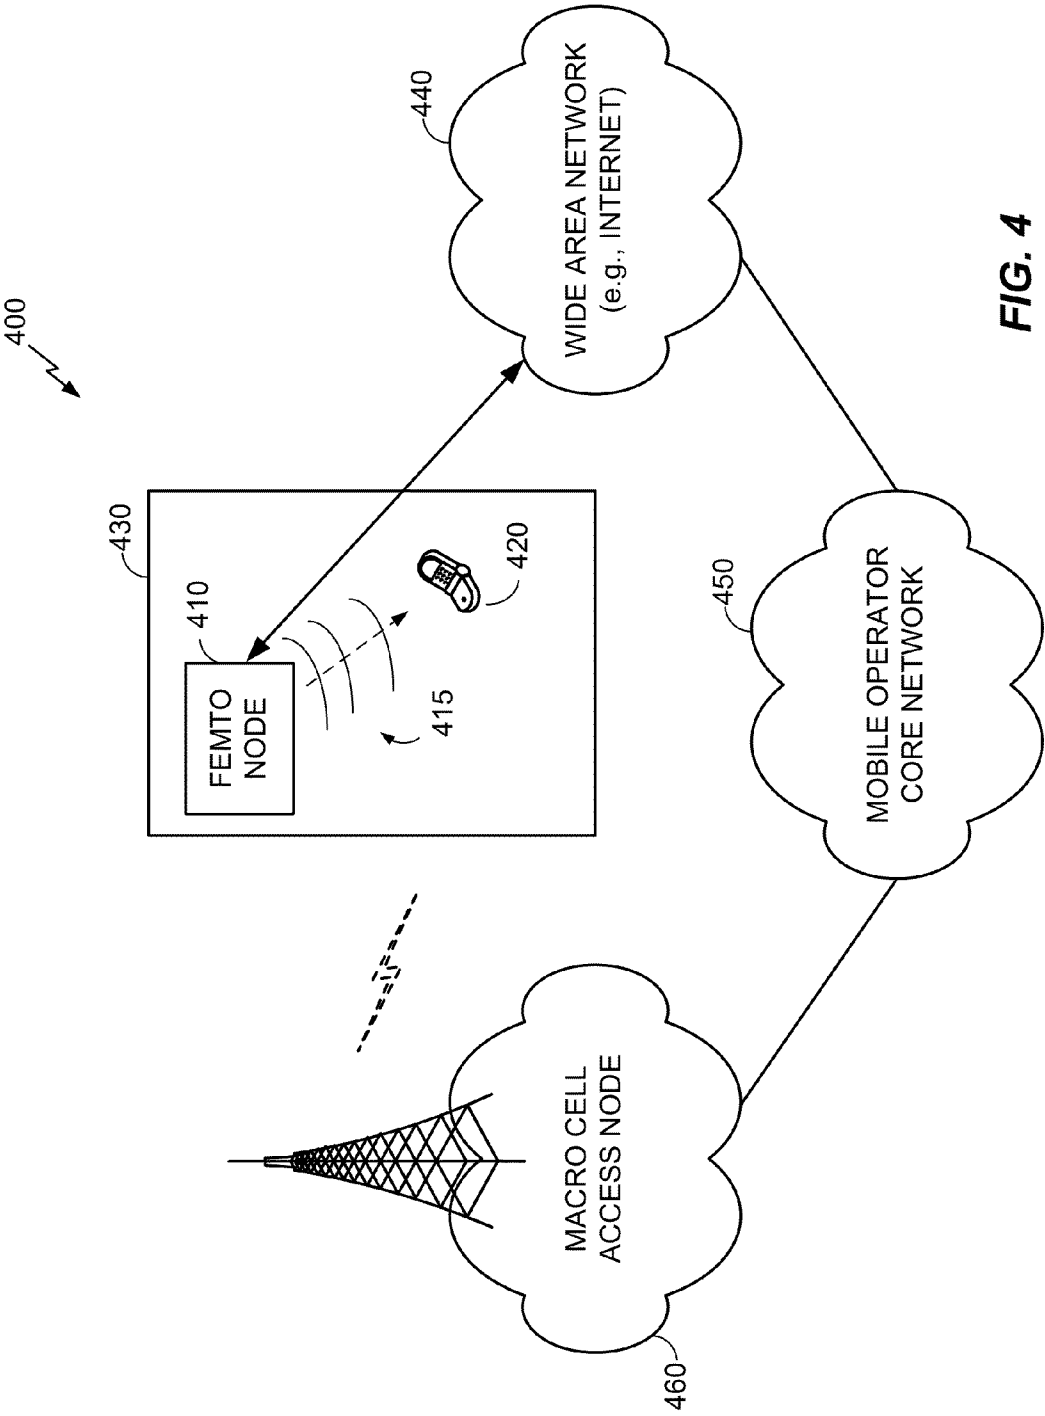 400
430
410
FEMTO
NODE
415
420
440
WIDE AREA NETWORK
(e.g., INTERNET)
MACRO CELL
ACCESS NODE
460
450
MOBILE OPERATOR
CORE NETWORK
FIG. 4